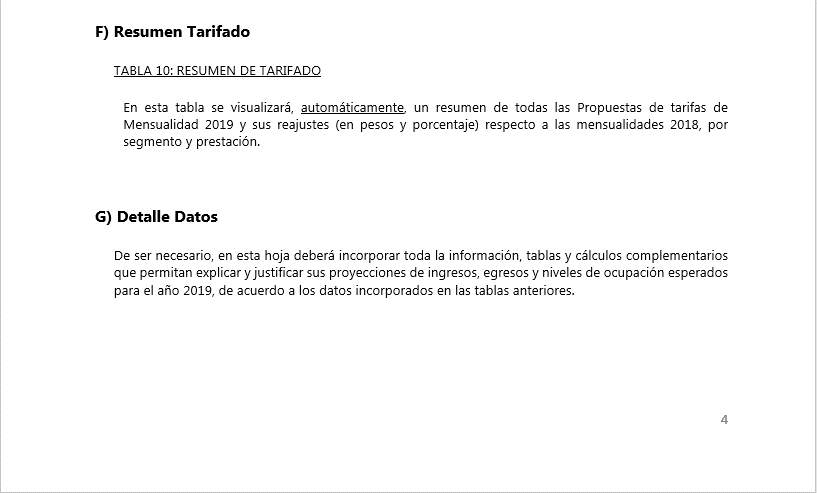 F) Resumen Tarifado
TABLA 10: RESUMEN DE TARIFADO
En esta tabla se visualizará, automáticamente, un resumen de todas las Propuestas de tarifas de
Mensualidad 2019 y sus reajustes (en pesos y porcentaje) respecto a las mensualidades 2018, por
segmento y prestación.
G) Detalle Datos
De ser necesario, en esta hoja deberá incorporar toda la información, tablas y cálculos complementarios
que permitan explicar y justificar sus proyecciones de ingresos, egresos y niveles de ocupación esperados
para el año 2019, de acuerdo a los datos incorporados en las tablas anteriores.
4